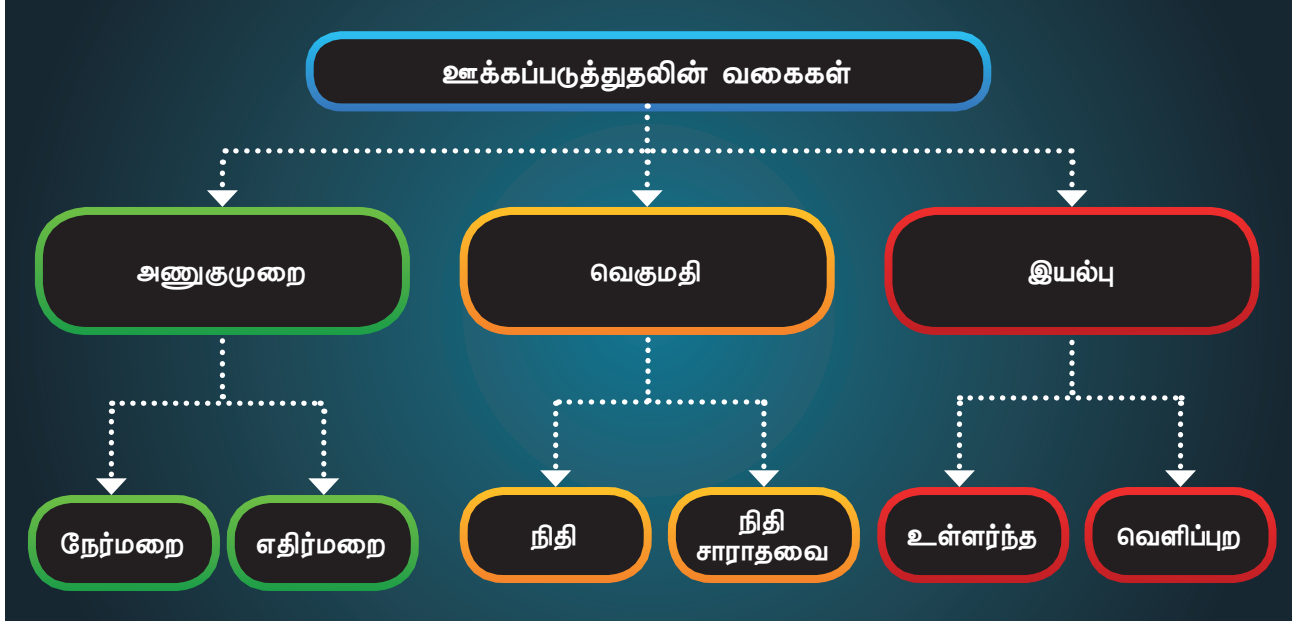 ஊக்கப்படுத்துதலின் வகைகள்
அணுகுமுறை
வெகுமதி
இயல்பு
நேர்மறை
எதிர்மறை
நிதி
நிதி
சாராதவை
உள்ளர்ந்த
வெளிப்புற